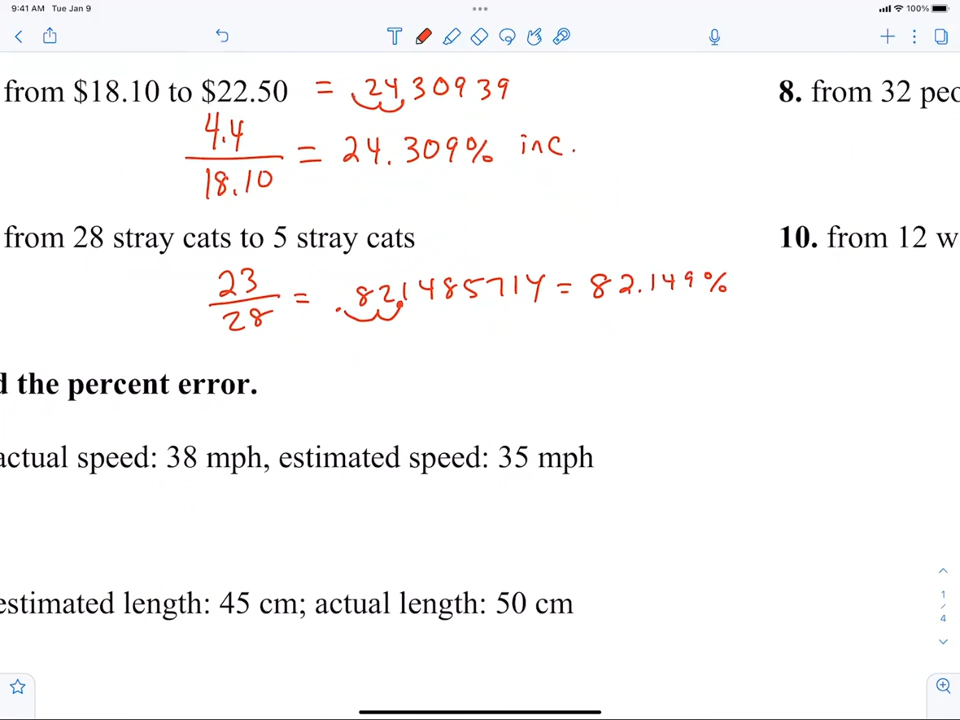 9:41 AM Tue Jan 9
100%
T
from $18.10 to $22.50 = .2430939
8. from 32 peo
4.4
18.10
= 24.309% inc.
from 28 stray cats to 5 stray cats
10. from 12 w
23
28
= .821485714 = 82.149%
d the percent error.
actual speed: 38 mph, estimated speed: 35 mph
estimated length: 45 cm; actual length: 50 cm
1
/
4